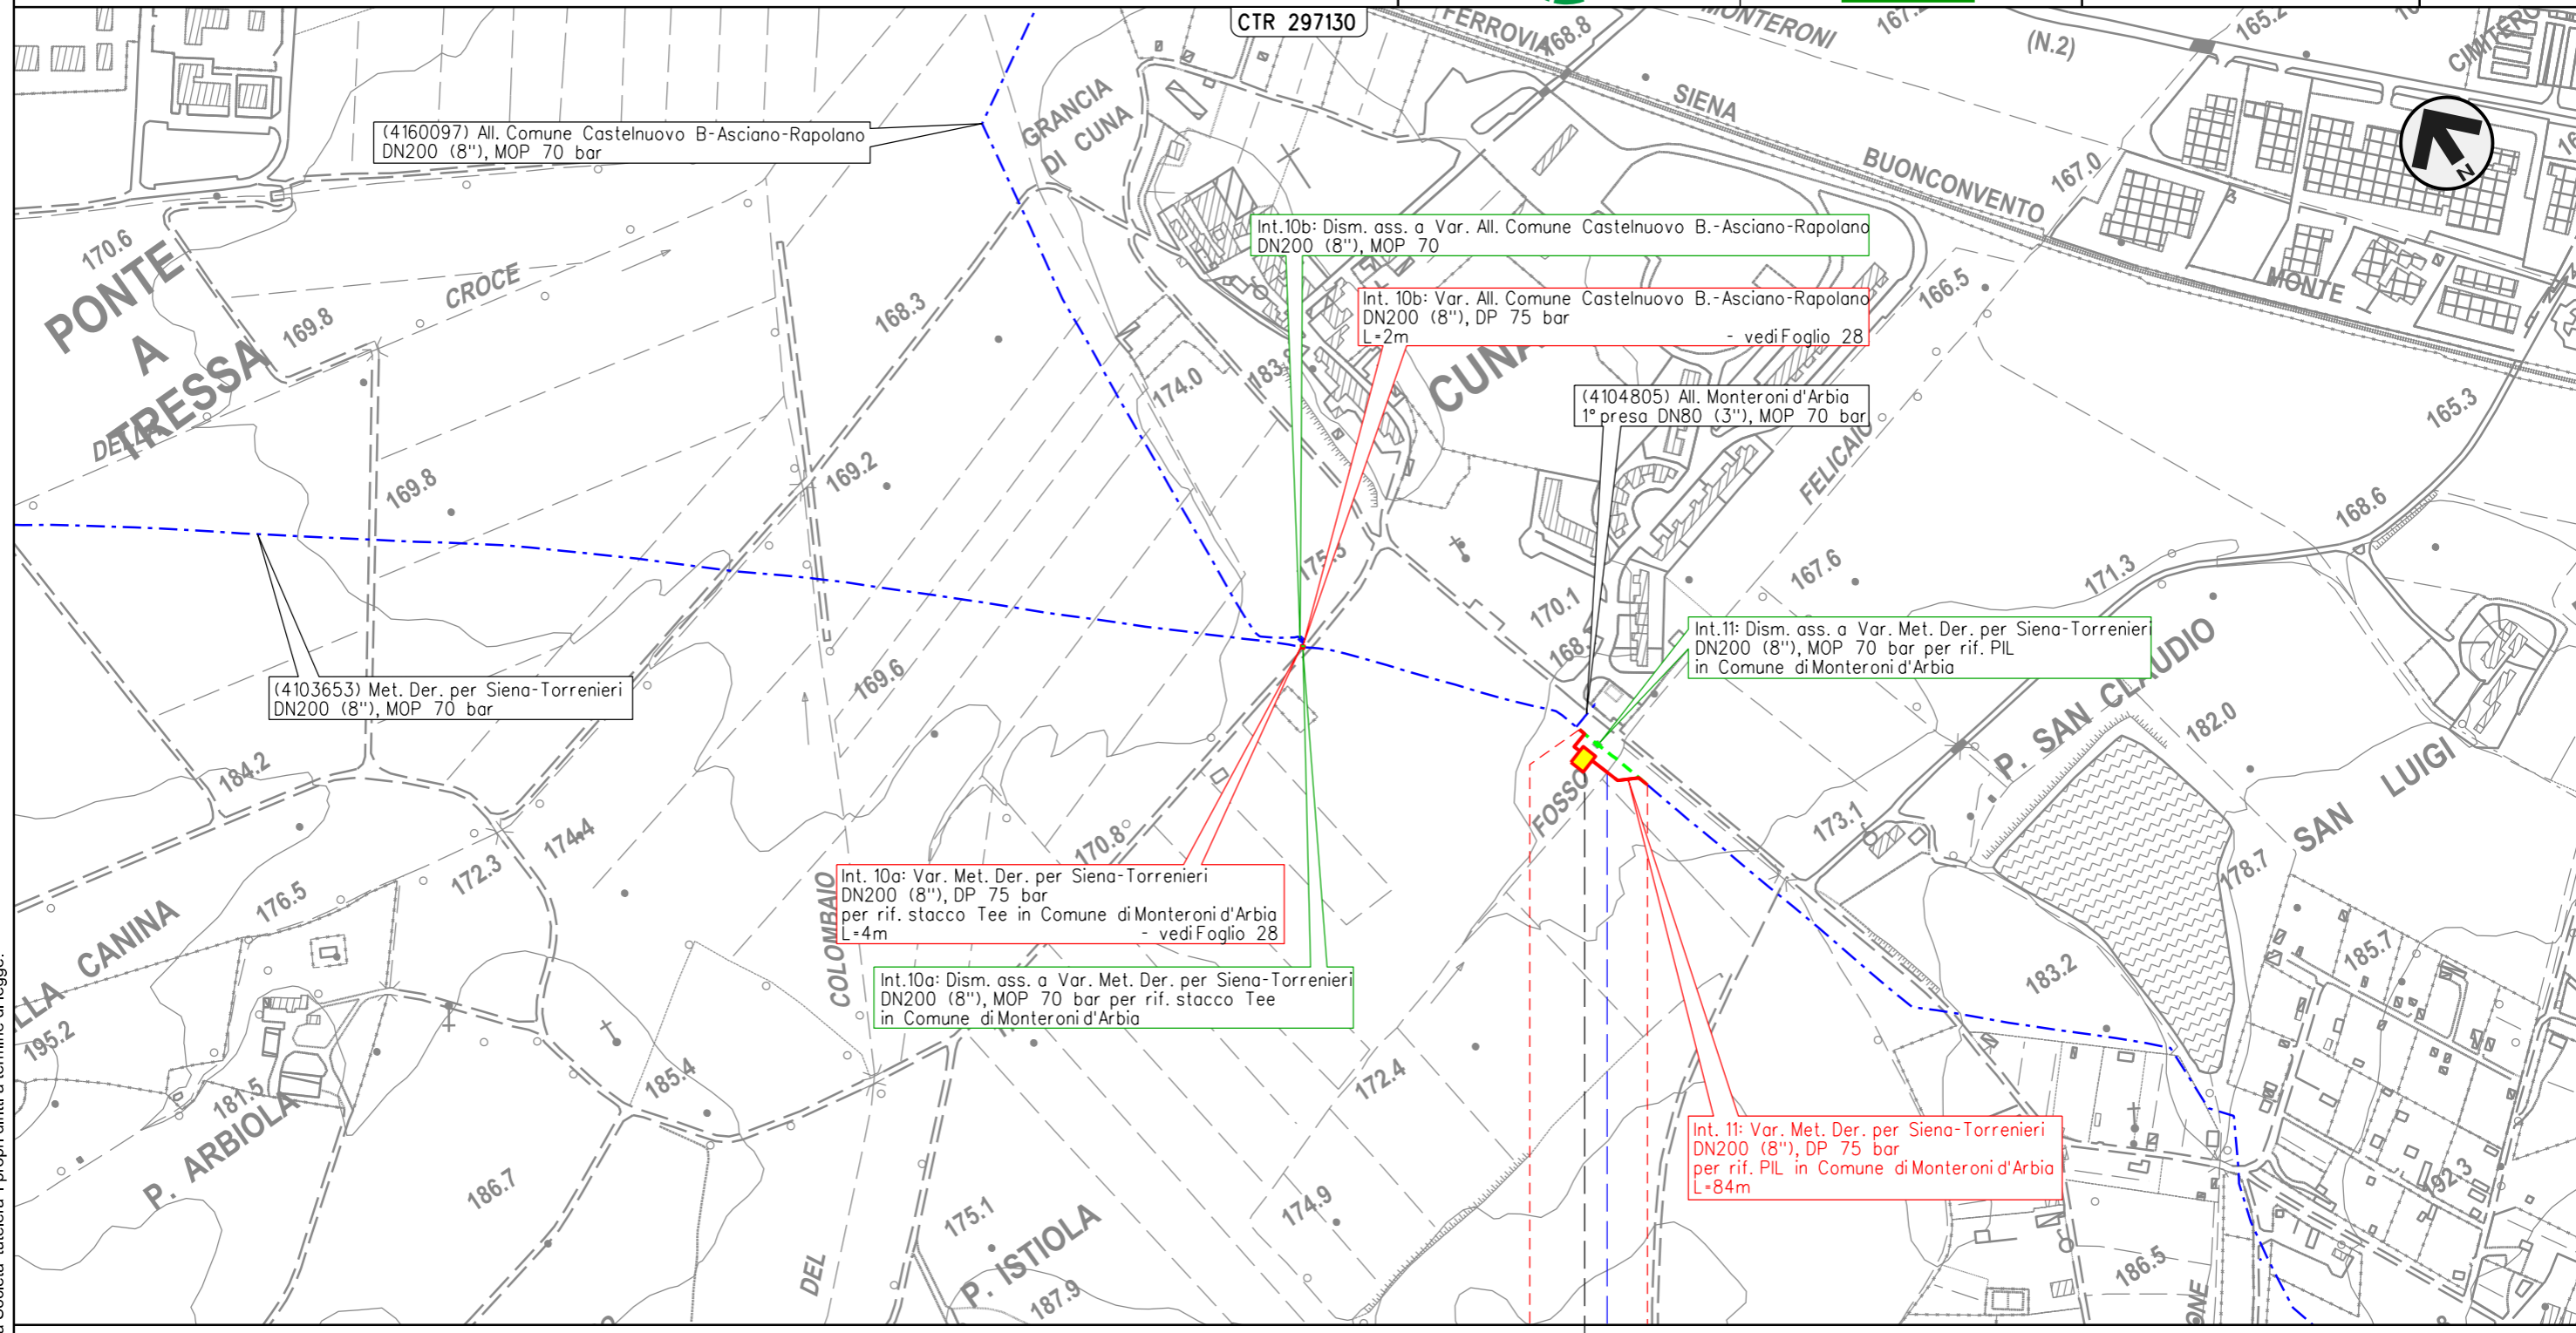 CTR 297130
FERROVIA
168.8
MONTERONI
(N.2)
165.2
SIENA
BUONCONVENTO
167.0
MONTE
GRANCIA
DI CUNA
(4160097) All. Comune Castelnuovo B-Asciano-Rapolano
DN200 (8"), MOP 70 bar
Int.10b: Dism. ass. a Var. All. Comune Castelnuovo B.-Asciano-Rapolano
DN200 (8"), MOP 70
Int. 10b: Var. All. Comune Castelnuovo B.-Asciano-Rapolano
DN200 (8"), DP 75 bar
L=2m - vedi Foglio 28
170.6
PONTE
A
TRESSA
CROCE
169.8
168.3
166.5
174.0
CUNA
(4104805) All. Monteroni d'Arbia
1° presa DN80 (3"), MOP 70 bar
165.3
FELICAIO
169.8
169.2
168.6
167.6
171.3
170.1
Int.11: Dism. ass. a Var. Met. Der. per Siena-Torrenieri
DN200 (8"), MOP 70 bar per rif. PIL
in Comune di Monteroni d'Arbia
(4103653) Met. Der. per Siena-Torrenieri
DN200 (8"), MOP 70 bar
169.6
P. SAN CLAUDIO
182.0
SAN LUIGI
184.2
FOSSO
174.4
170.8
173.1
178.7
172.3
176.5
CANINA
Int. 10a: Var. Met. Der. per Siena-Torrenieri
DN200 (8"), DP 75 bar
per rif. stacco Tee in Comune di Monteroni d'Arbia
L=4m - vedi Foglio 28
COLOMBAIO
Int.10a: Dism. ass. a Var. Met. Der. per Siena-Torrenieri
DN200 (8"), MOP 70 bar per rif. stacco Tee
in Comune di Monteroni d'Arbia
183.2
185.7
195.2
181.5
P. ARBIOLA
185.4
172.4
Int. 11: Var. Met. Der. per Siena-Torrenieri
DN200 (8"), DP 75 bar
per rif. PIL in Comune di Monteroni d'Arbia
L=84m
186.7
175.1
174.9
192.3
P. ISTIOLA
DEL
187.9
186.5